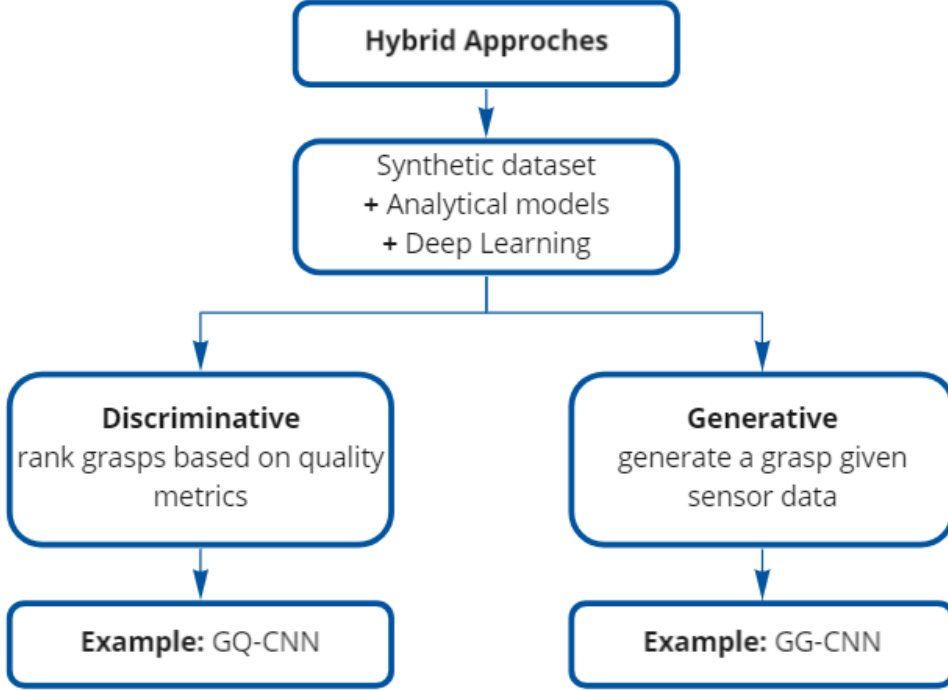 Hybrid Approches
Synthetic dataset
+ Analytical models
+ Deep Learning
Discriminative
rank grasps based on quality
metrics
Generative
generate a grasp given
sensor data
Example: GQ-CNN
Example: GG-CNN